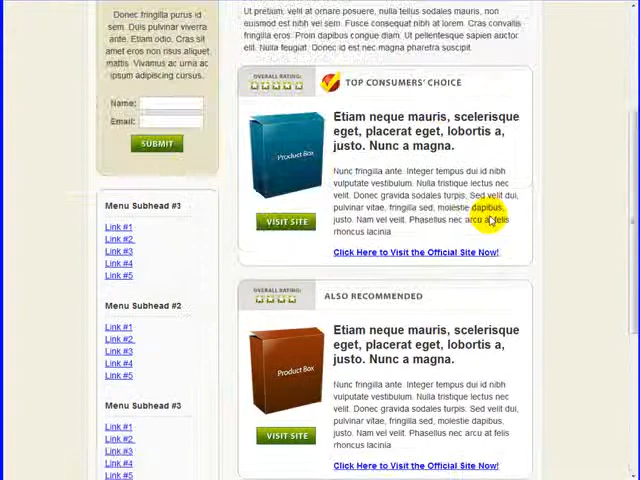 Donec fringilla purus id
sem. Duis pulvinar viverra
ante. Etiam odio. Cras sit
amet eros non risus aliquet
mattis. Vivamus ac urna ac
ipsum adipiscing cursus.
Name:
Email:
SUBMIT
Menu Subhead #3
Link #1
Link #2
Link #3
Link #4
Link #5
Menu Subhead #2
Link #1
Link #2
Link #3
Link #4
Link #5
Menu Subhead #3
Link #1
Link #2
Link #3
Link #4
Link #5
Ut pretium, velit at ornare posuere, nulla tellus sodales mauris, non
euismod est nibh vel sem. Fusce consequat nibh at lorem. Cras convallis
fringilla eros. Proin dapibus congue diam. Ut pellentesque sapien auctor
elit. Nulla feugiat. Donec id est nec magna pharetra suscipit.
OVERALL RATING:
TOP CONSUMERS' CHOICE
Product Box
VISIT SITE
Etiam neque mauris, scelerisque
eget, placerat eget, lobortis a,
justo. Nunc a magna.
Nunc fringilla ante. Integer tempus dui id nibh
vulputate vestibulum. Nulla tristique lectus nec
velit. Donec gravida sodales turpis. Sed velit dui,
pulvinar vitae, fringilla sed, molestie dapibus,
justo. Nam vel velit. Phasellus nec arcu at felis
rhoncus lacinia
Click Here to Visit the Official Site Now!
OVERALL RATING:
ALSO RECOMMENDED
Product Box
VISIT SITE
Etiam neque mauris, scelerisque
eget, placerat eget, lobortis a,
justo. Nunc a magna.
Nunc fringilla ante. Integer tempus dui id nibh
vulputate vestibulum. Nulla tristique lectus nec
velit. Donec gravida sodales turpis. Sed velit dui,
pulvinar vitae, fringilla sed, molestie dapibus,
justo. Nam vel velit. Phasellus nec arcu at felis
rhoncus lacinia
Click Here to Visit the Official Site Now!